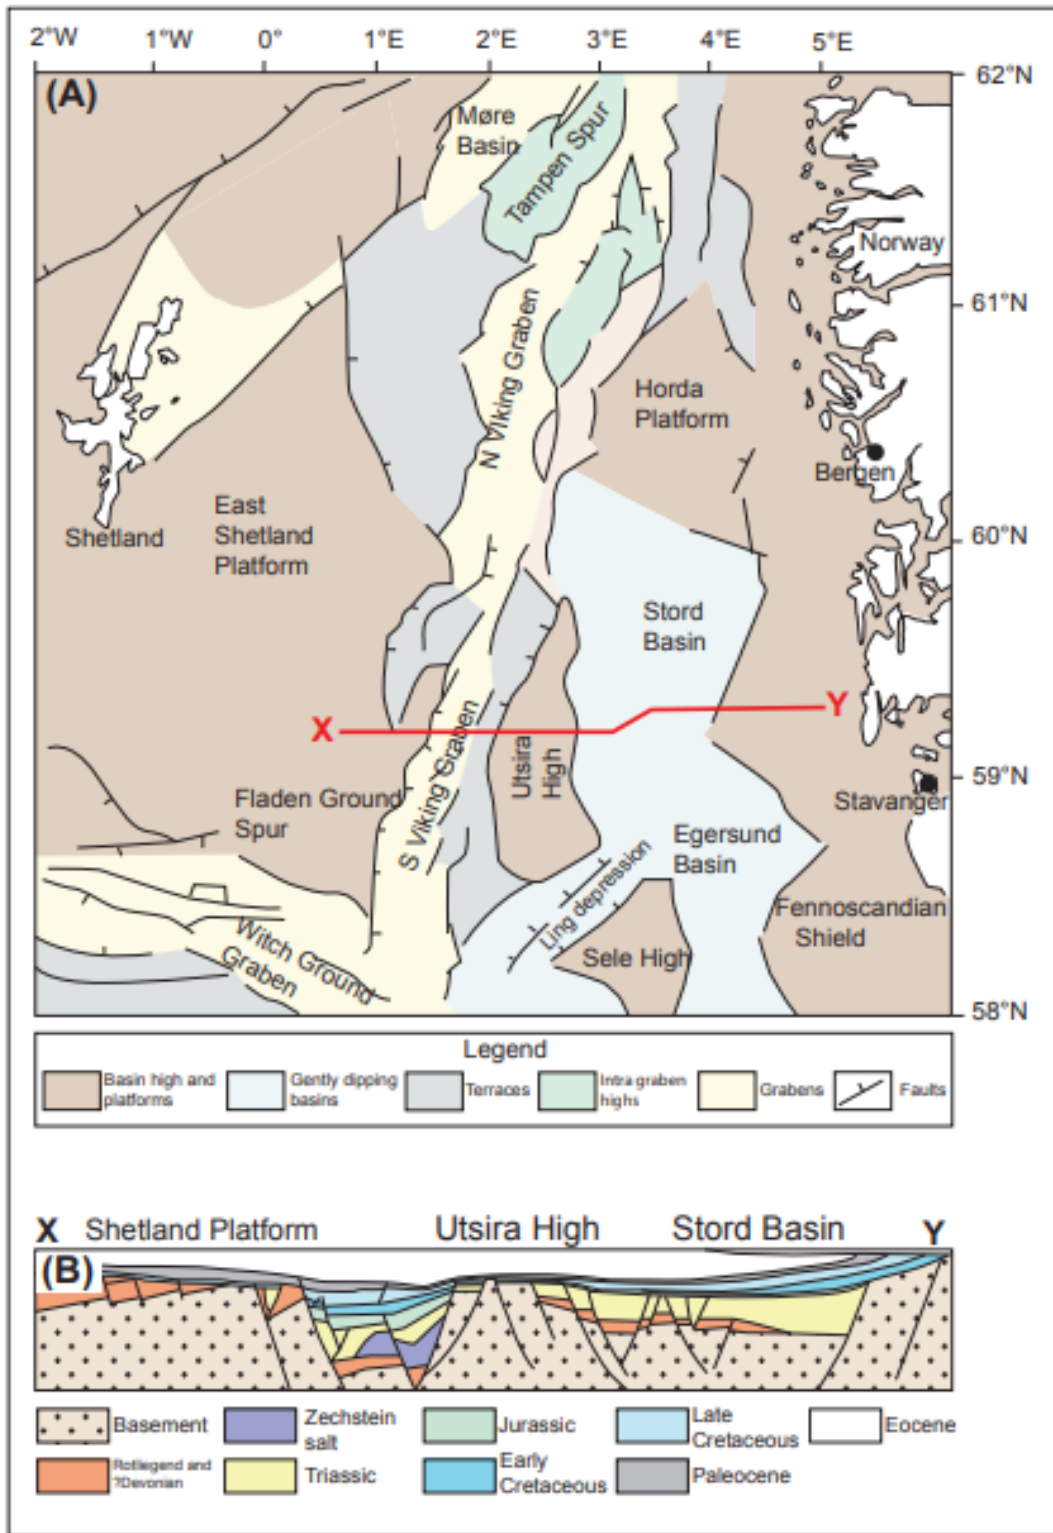 2°W 1°W 0° 1°E 2°E 3°E 4°E 5°E
(A)
62°N
Møre
Basin
Tampen Spur
Norway
61°N
N Viking Graben
Horda
Platform
Bergen
East
Shetland
Platform
Shetland
60°N
Stord
Basin
X
Y
Utsira
High
59°N
Stavanger
Fladen Ground
Spur
S Viking Graben
Egersund
Basin
Ling depression
Fennoscandian
Shield
Sele High
Witch Ground
Graben
58°N
Legend
Basin high and
platforms
Gently dipping
basins
Terraces
Intra graben
highs
Grabens
Faults
X Shetland Platform Utsira High Stord Basin Y
(B)
Basement
Zechstein
salt
Jurassic
Late
Cretaceous
Eocene
Rotlegend and
?Devonian
Triassic
Early
Cretaceous
Paleocene